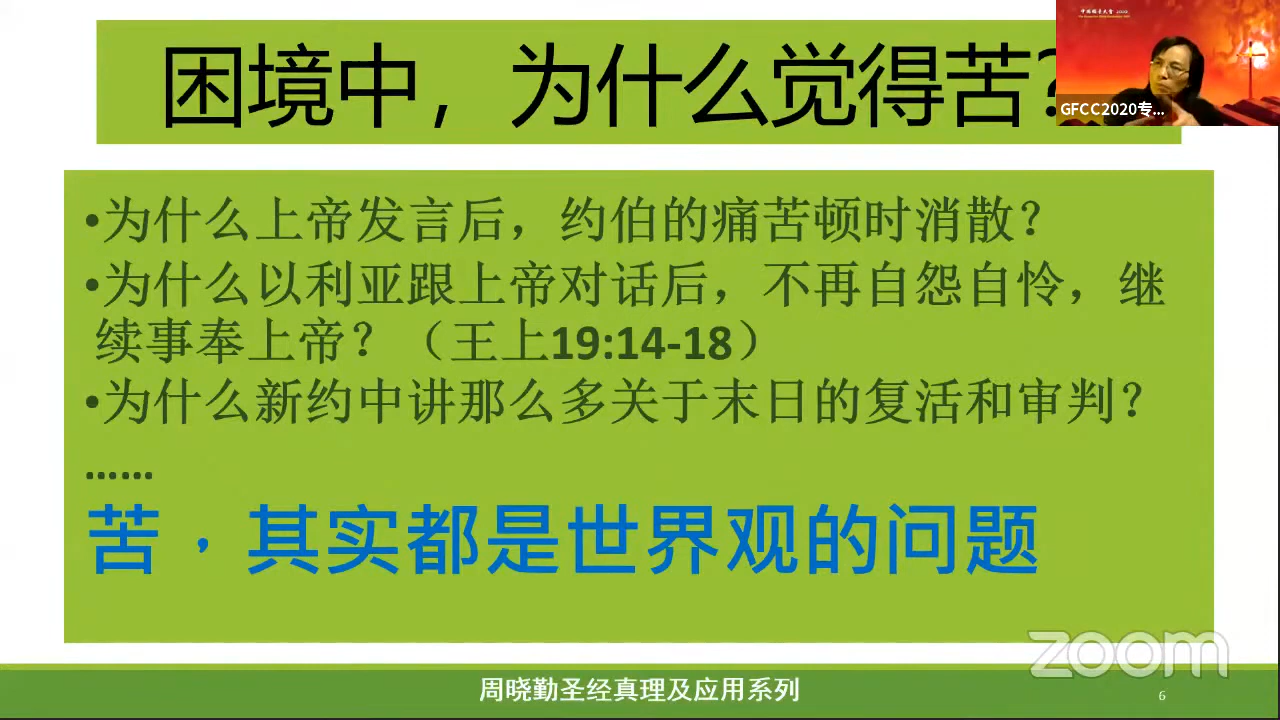 困境中，为什么觉得苦?
GFCC2020专...
•为什么上帝发言后，约伯的痛苦顿时消散？
•为什么以利亚跟上帝对话后，不再自怨自怜，继
续事奉上帝？（王上19:14-18）
•为什么新约中讲那么多关于末日的复活和审判？
……
苦，其实都是世界观的问题
zoom
周晓勤圣经真理及应用系列
6